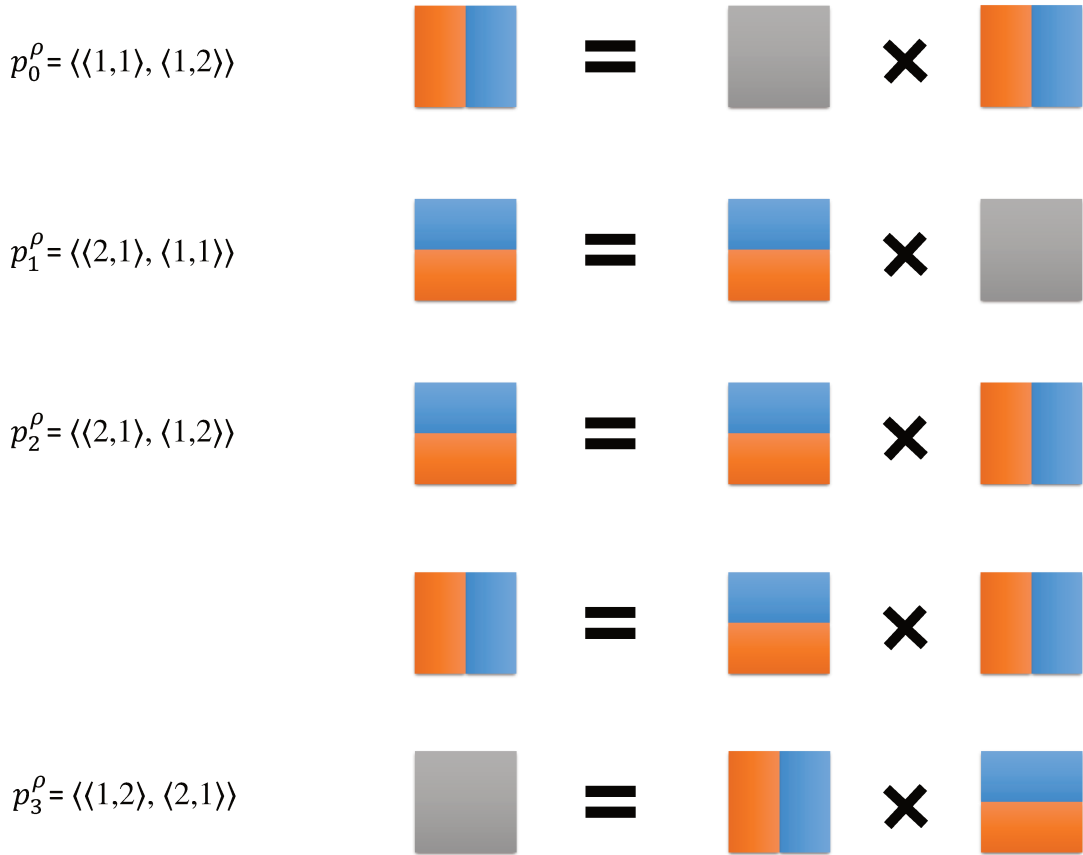 p₀^ρ = ⟨⟨1,1⟩, ⟨1,2⟩⟩ = ×
p₁^ρ = ⟨⟨2,1⟩, ⟨1,1⟩⟩ = ×
p₂^ρ = ⟨⟨2,1⟩, ⟨1,2⟩⟩ = ×
= ×
p₃^ρ = ⟨⟨1,2⟩, ⟨2,1⟩⟩ = ×